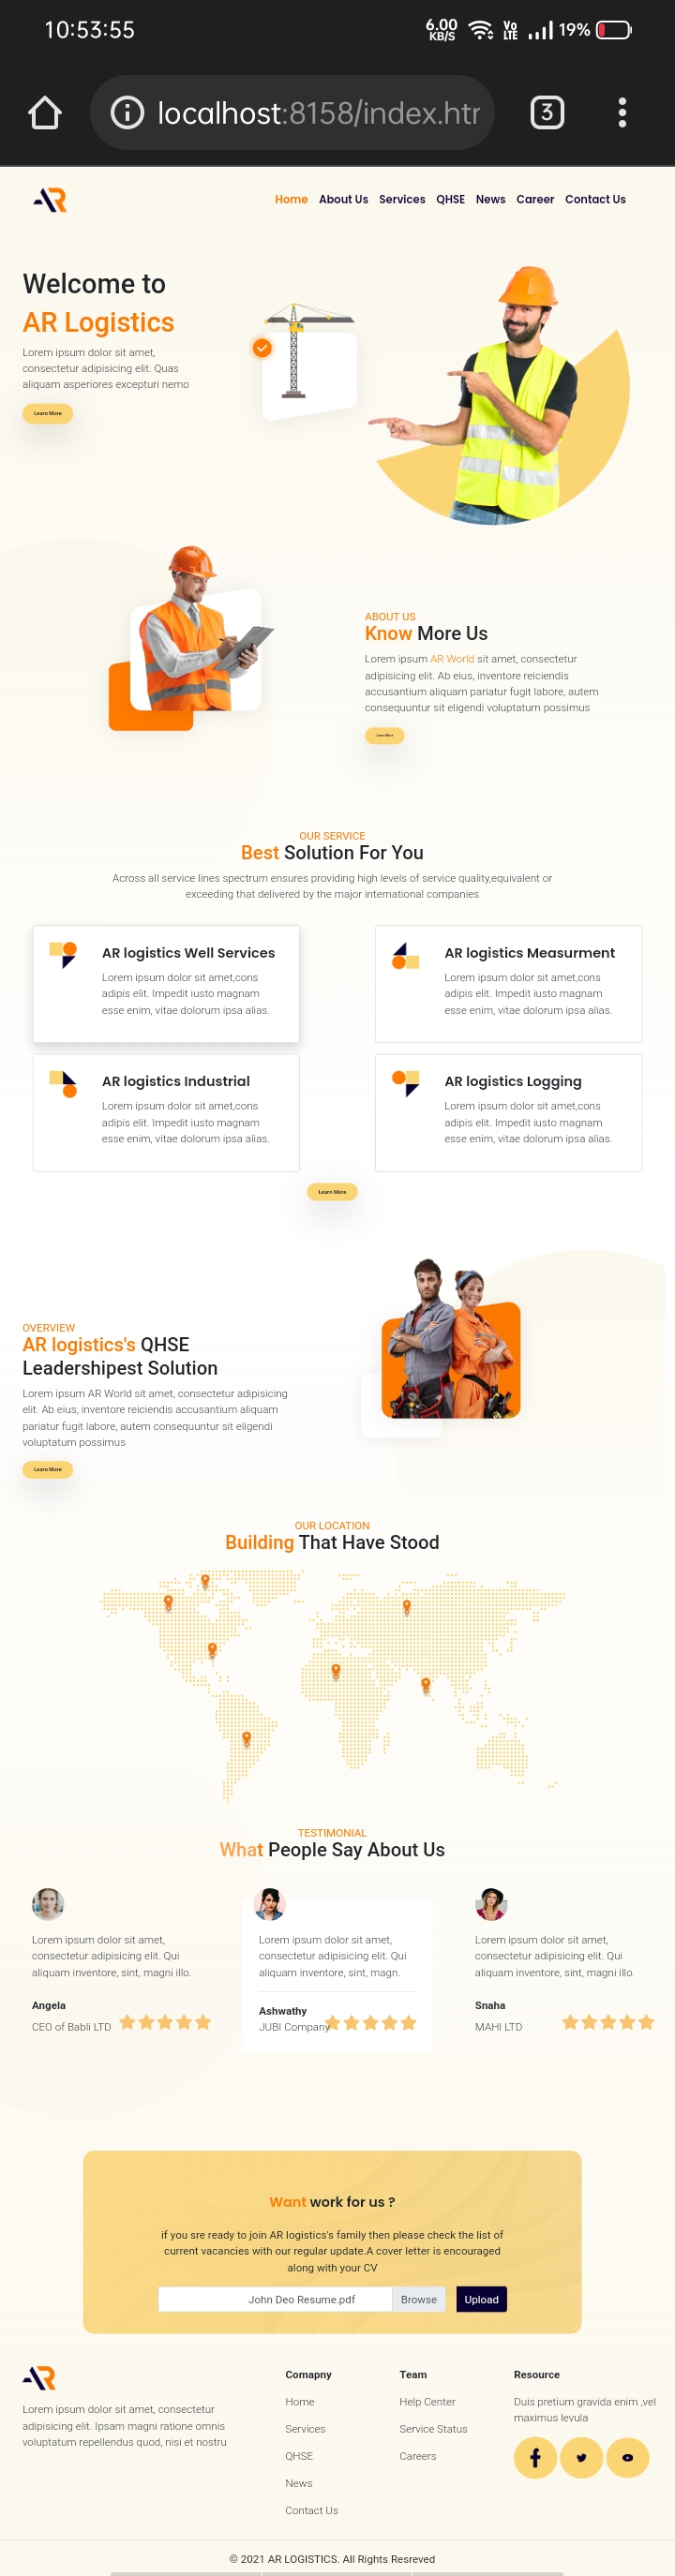 10:53:55
6.00 KB/S
Vo LTE
19%
localhost:8158/index.htr
3
AR
Home About Us Services QHSE News Career Contact Us
Welcome to
AR Logistics
Lorem ipsum dolor sit amet,
consectetur adipisicing elit. Quas
aliquam asperiores excepturi nemo
Learn More
ABOUT US
Know More Us
Lorem ipsum AR World sit amet, consectetur
adipisicing elit. Ab eius, inventore reiciendis
accusantium aliquam pariatur fugit labore, autem
consequuntur sit eligendi voluptatum possimus
Learn More
OUR SERVICE
Best Solution For You
Across all service lines spectrum ensures providing high levels of service quality,equivalent or
exceeding that delivered by the major international companies
AR logistics Well Services
Lorem ipsum dolor sit amet,cons
adipis elit. Impedit iusto magnam
esse enim, vitae dolorum ipsa alias.
AR logistics Measurment
Lorem ipsum dolor sit amet,cons
adipis elit. Impedit iusto magnam
esse enim, vitae dolorum ipsa alias.
AR logistics Industrial
Lorem ipsum dolor sit amet,cons
adipis elit. Impedit iusto magnam
esse enim, vitae dolorum ipsa alias.
AR logistics Logging
Lorem ipsum dolor sit amet,cons
adipis elit. Impedit iusto magnam
esse enim, vitae dolorum ipsa alias.
Learn More
OVERVIEW
AR logistics's QHSE
Leadershipest Solution
Lorem ipsum AR World sit amet, consectetur adipisicing
elit. Ab eius, inventore reiciendis accusantium aliquam
pariatur fugit labore, autem consequuntur sit eligendi
voluptatum possimus
Learn More
OUR LOCATION
Building That Have Stood
TESTIMONIAL
What People Say About Us
Lorem ipsum dolor sit amet,
consectetur adipisicing elit. Qui
aliquam inventore, sint, magni illo.
Angela
CEO of Babli LTD
Lorem ipsum dolor sit amet,
consectetur adipisicing elit. Qui
aliquam inventore, sint, magn.
Ashwathy
JUBI Company
Lorem ipsum dolor sit amet,
consectetur adipisicing elit. Qui
aliquam inventore, sint, magni illo.
Snaha
MAHI LTD
Want work for us ?
if you sre ready to join AR logistics's family then please check the list of
current vacancies with our regular update.A cover letter is encouraged
along with your CV
John Deo Resume.pdf Browse Upload
AR
Lorem ipsum dolor sit amet, consectetur
adipisicing elit. Ipsam magni ratione omnis
voluptatum repellendus quod, nisi et nostru
Comapny
Home
Services
QHSE
News
Contact Us
Team
Help Center
Service Status
Careers
Resource
Duis pretium gravida enim ,vel
maximus levula
© 2021 AR LOGISTICS. All Rights Resreved